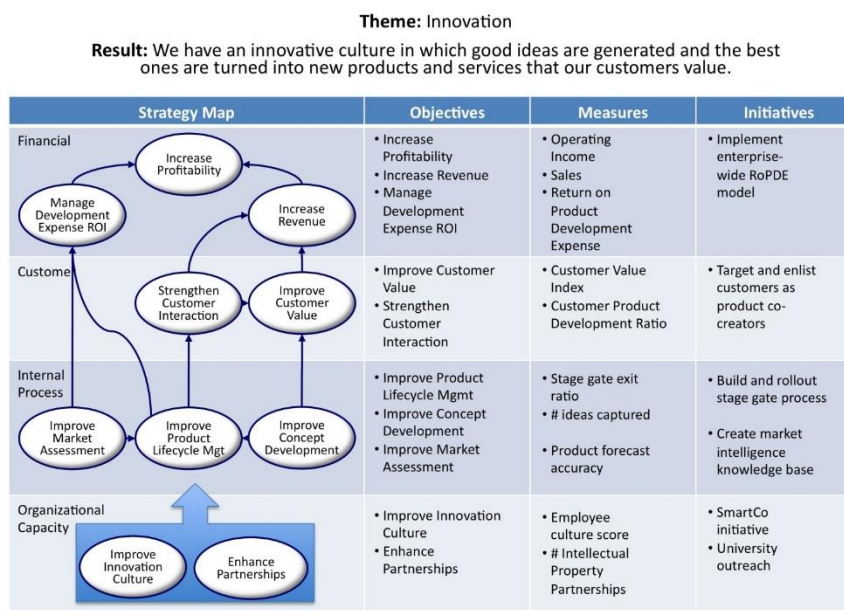 Theme: Innovation
Result: We have an innovative culture in which good ideas are generated and the best
ones are turned into new products and services that our customers value.
Strategy Map
Objectives
Measures
Initiatives
Financial
Increase
Profitability
Manage
Development
Expense ROI
Increase
Revenue
• Increase
Profitability
• Increase Revenue
• Manage
Development
Expense ROI
• Operating
Income
• Sales
• Return on
Product
Development
Expense
• Implement
enterprise-
wide RoPDE
model
Custome
Strengthen
Customer
Interaction
Improve
Customer
Value
• Improve Customer
Value
• Strengthen
Customer
Interaction
• Customer Value
Index
• Customer Product
Development Ratio
• Target and enlist
customers as
product co-
creators
Internal
Process
Improve
Market
Assessment
Improve
Product
Lifecycle Mgt
Improve
Concept
Development
• Improve Product
Lifecycle Mgmt
• Improve Concept
Development
• Improve Market
Assessment
• Stage gate exit
ratio
• # ideas captured
• Product forecast
accuracy
• Build and rollout
stage gate process
• Create market
intelligence
knowledge base
Organizational
Capacity
Improve
Innovation
Culture
Enhance
Partnerships
• Improve Innovation
Culture
• Enhance
Partnerships
• Employee
culture score
• # Intellectual
Property
Partnerships
• SmartCo
initiative
• University
outreach